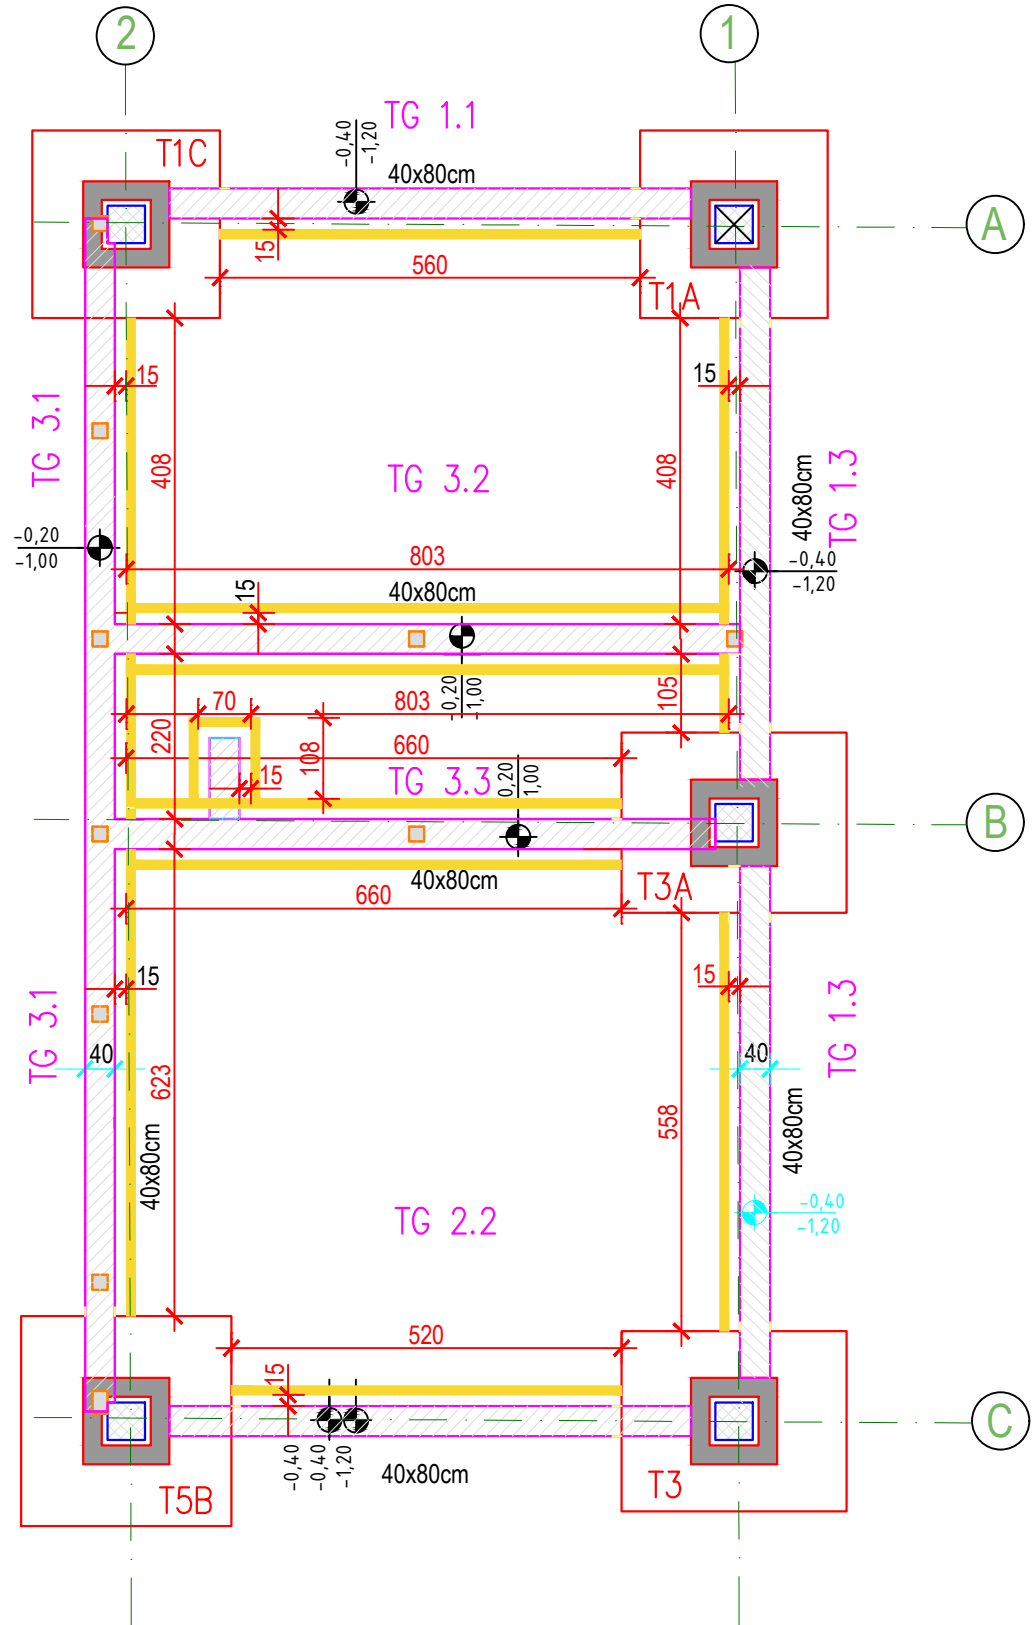 2
1
TG 1.1
-0,40
-1,20
40x80cm
T1C
A
15
560
T1A
15
15
TG 3.1
408
TG 3.2
408
40x80cm
TG 1.3
-0,20
-1,00
803
-0,40
-1,20
15
40x80cm
-0,20
-1,00
105
70
803
220
108
660
15
TG 3.3
0,20
1,00
B
40x80cm
T3A
660
15
15
TG 3.1
TG 1.3
40
40
623
558
40x80cm
40x80cm
-0,40
-1,20
TG 2.2
520
15
C
-0,40
-0,40
-1,20
40x80cm
T5B
T3